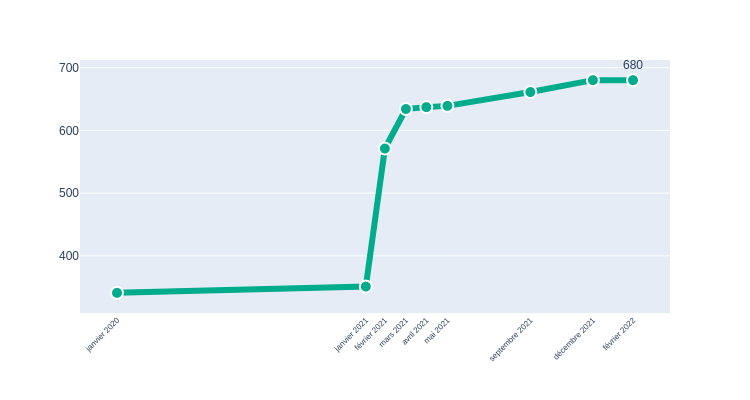 700
600
500
400
680
janvier 2020
janvier 2021
février 2021
mars 2021
avril 2021
mai 2021
septembre 2021
décembre 2021
février 2022